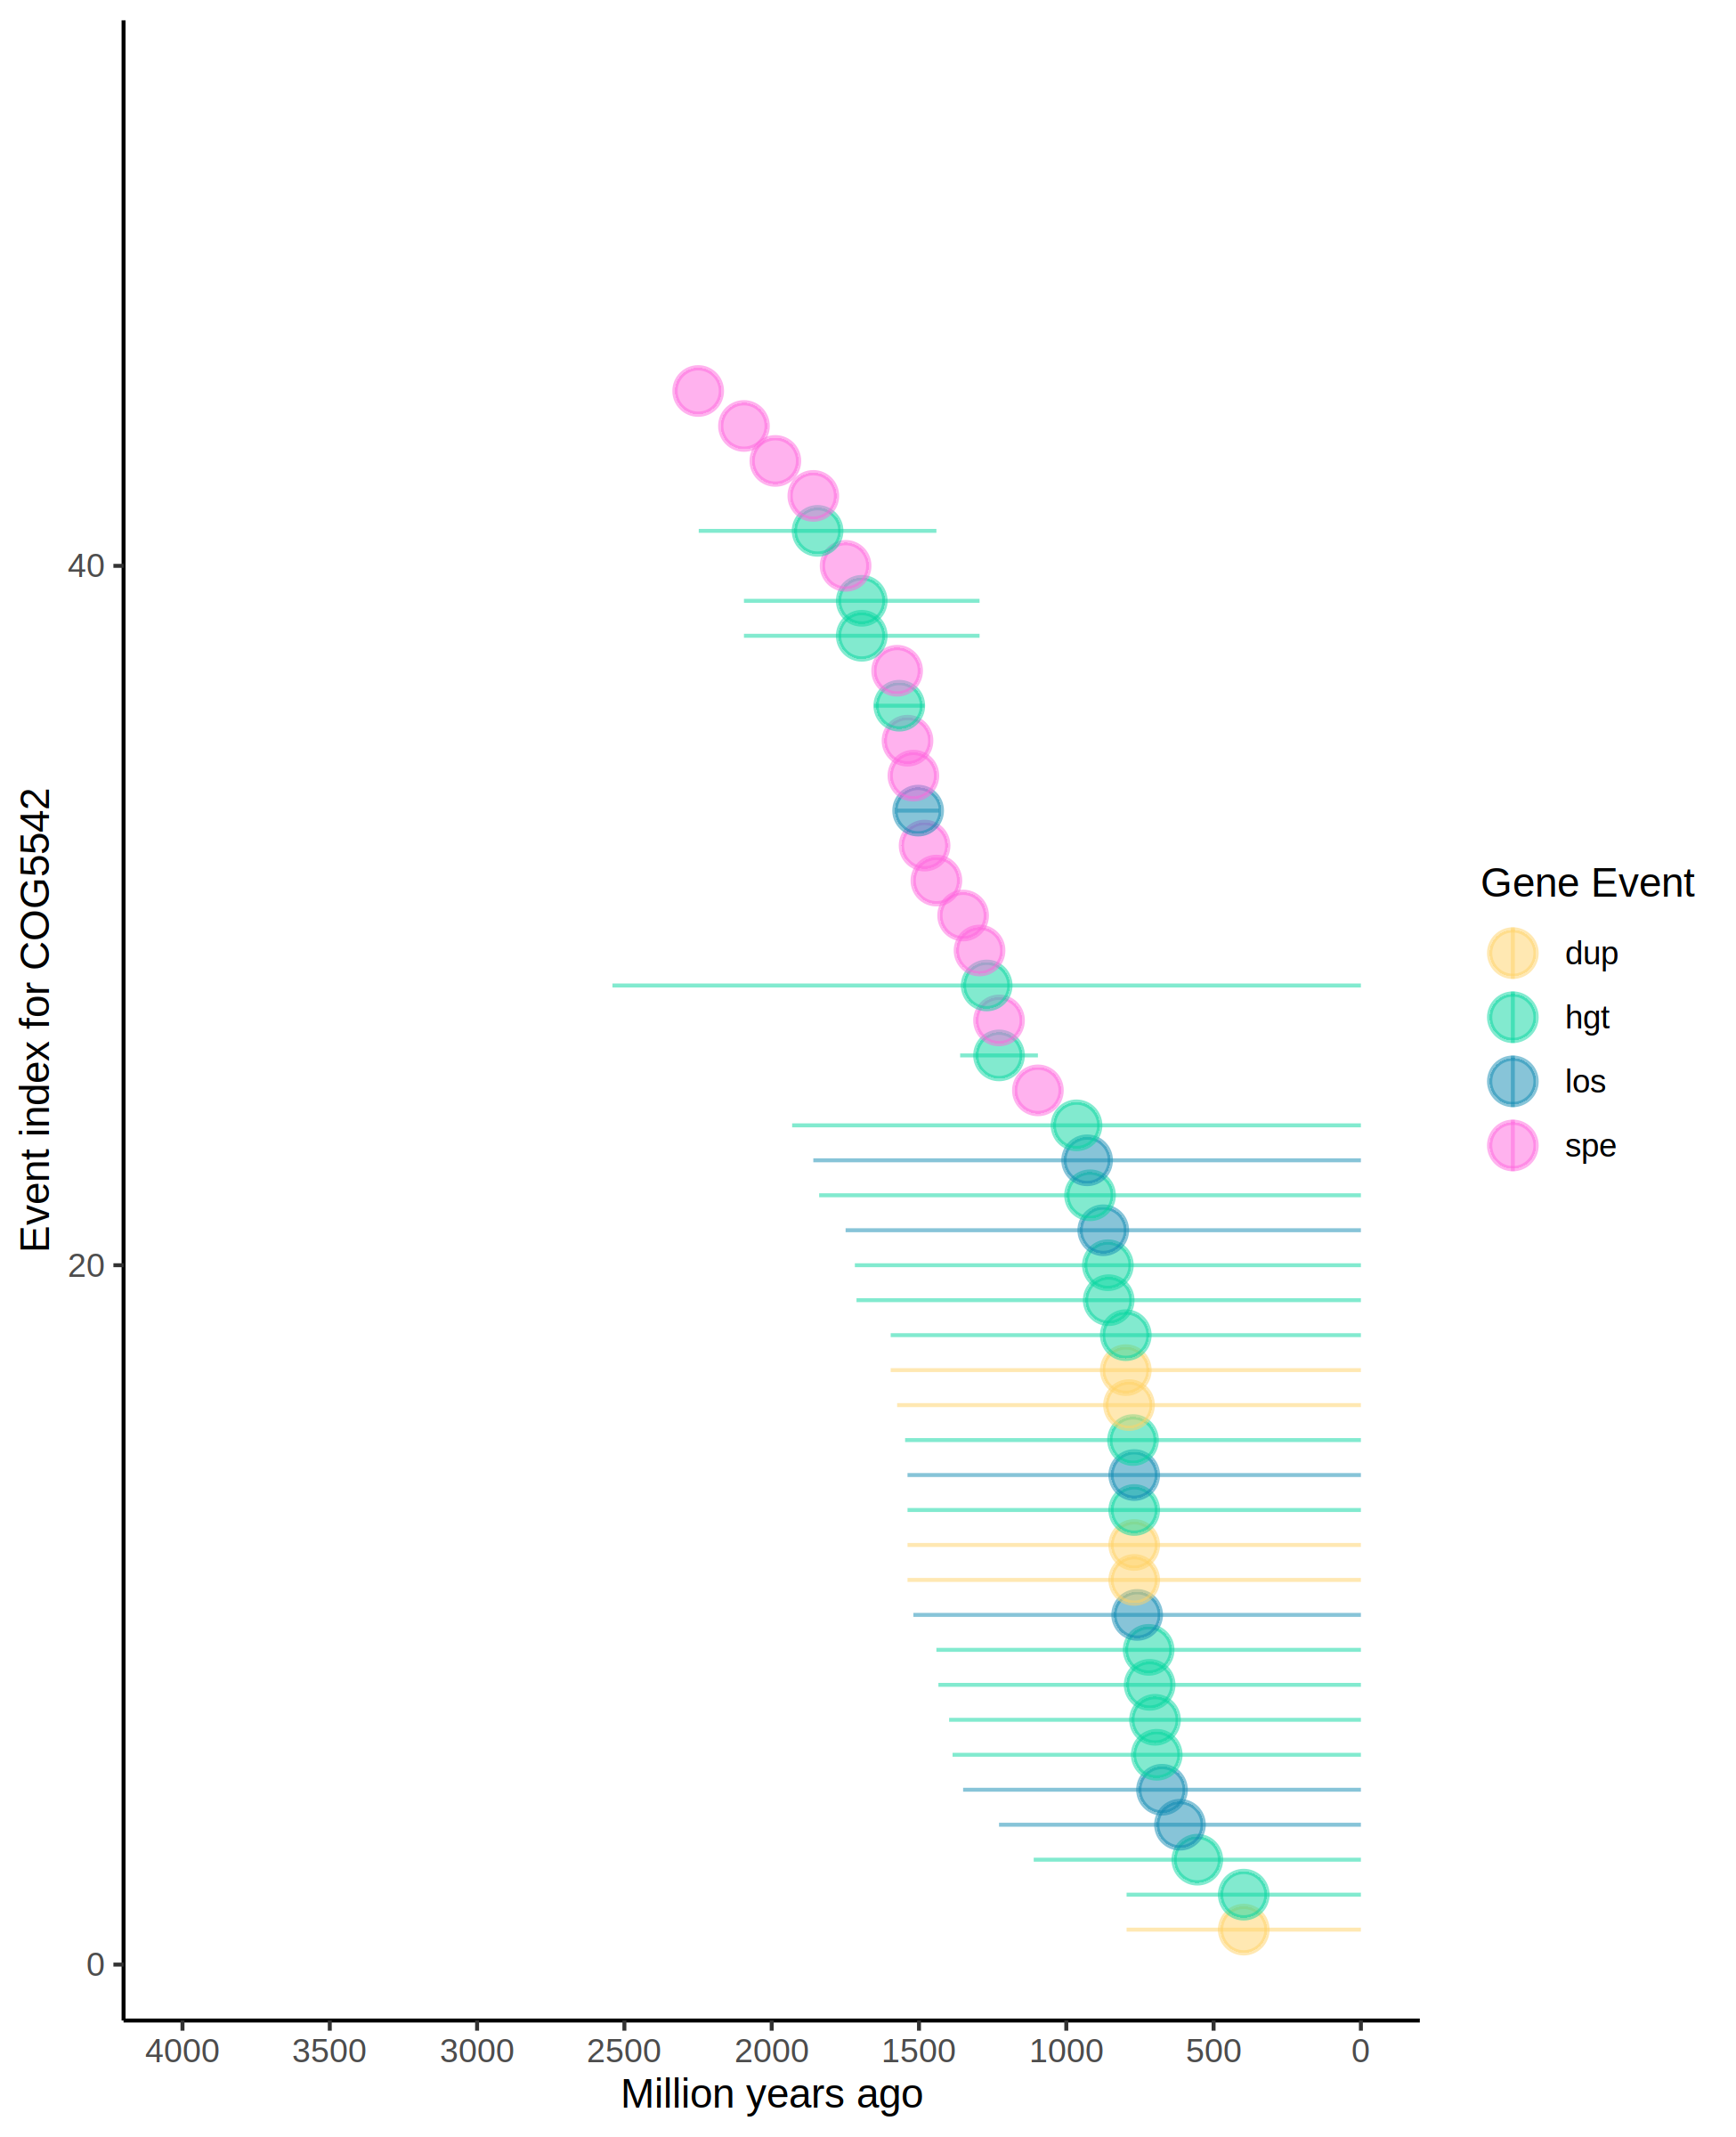 Event index for COG5542
40
20
0
4000 3500 3000 2500 2000 1500 1000 500 0
Million years ago
Gene Event
dup
hgt
los
spe